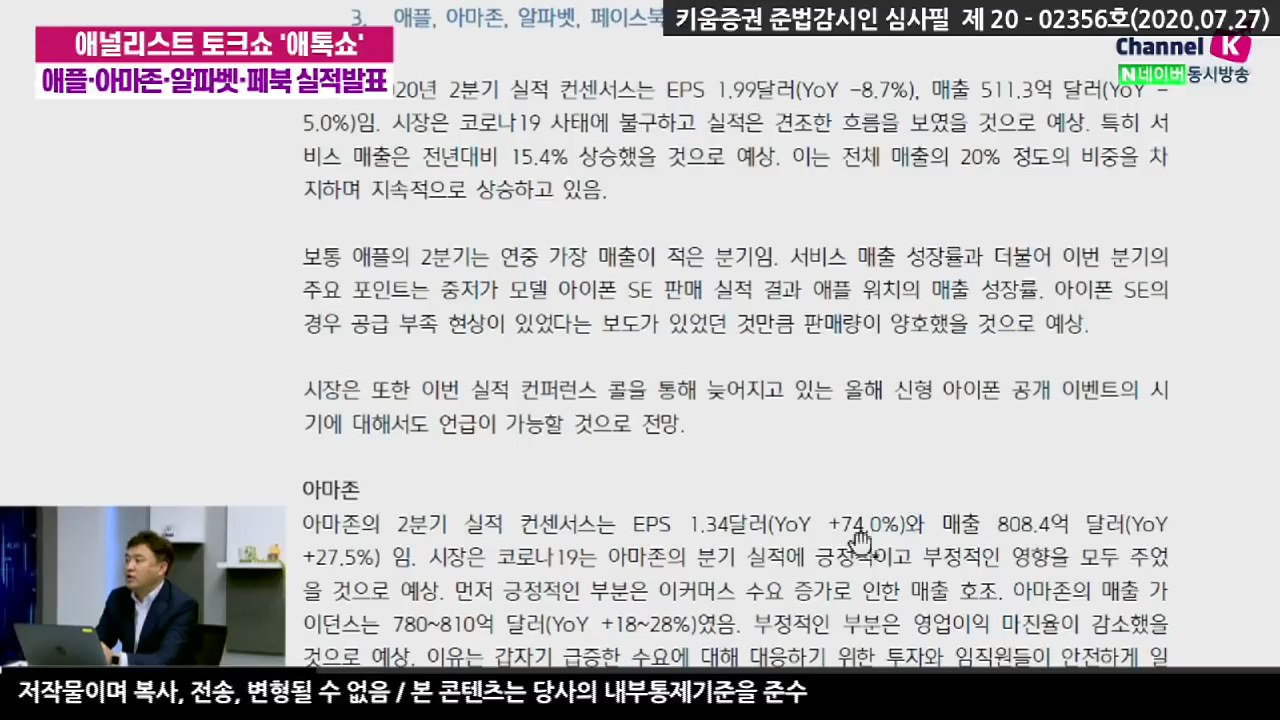 3. 애플, 아마존, 알파벳, 페이스북
키움증권 준법감시인 심사필 제 20 - 02356호(2020.07.27)
애널리스트 토크쇼 '애톡쇼'
애플·아마존·알파벳·페북 실적발표
Channel K
N네이버동시방송
20년 2분기 실적 컨센서스는 EPS 1.99달러(YoY -8.7%), 매출 511.3억 달러(YoY -
5.0%)임. 시장은 코로나19 사태에 불구하고 실적은 견조한 흐름을 보였을 것으로 예상. 특히 서
비스 매출은 전년대비 15.4% 상승했을 것으로 예상. 이는 전체 매출의 20% 정도의 비중을 차
지하며 지속적으로 상승하고 있음.
보통 애플의 2분기는 연중 가장 매출이 적은 분기임. 서비스 매출 성장률과 더불어 이번 분기의
주요 포인트는 중저가 모델 아이폰 SE 판매 실적 결과 애플 워치의 매출 성장률. 아이폰 SE의
경우 공급 부족 현상이 있었다는 보도가 있었던 것만큼 판매량이 양호했을 것으로 예상.
시장은 또한 이번 실적 컨퍼런스 콜을 통해 늦어지고 있는 올해 신형 아이폰 공개 이벤트의 시
기에 대해서도 언급이 가능할 것으로 전망.
아마존
아마존의 2분기 실적 컨센서스는 EPS 1.34달러(YoY +74.0%)와 매출 808.4억 달러(YoY
+27.5%) 임. 시장은 코로나19는 아마존의 분기 실적에 긍정적이고 부정적인 영향을 모두 주었
을 것으로 예상. 먼저 긍정적인 부분은 이커머스 수요 증가로 인한 매출 호조. 아마존의 매출 가
이던스는 780~810억 달러(YoY +18~28%)였음. 부정적인 부분은 영업이익 마진율이 감소했을
것으로 예상. 이유는 갑자기 급증한 수요에 대해 대응하기 위한 투자와 임직원들이 안전하게 일
저작물이며 복사, 전송, 변형될 수 없음 / 본 콘텐츠는 당사의 내부통제기준을 준수